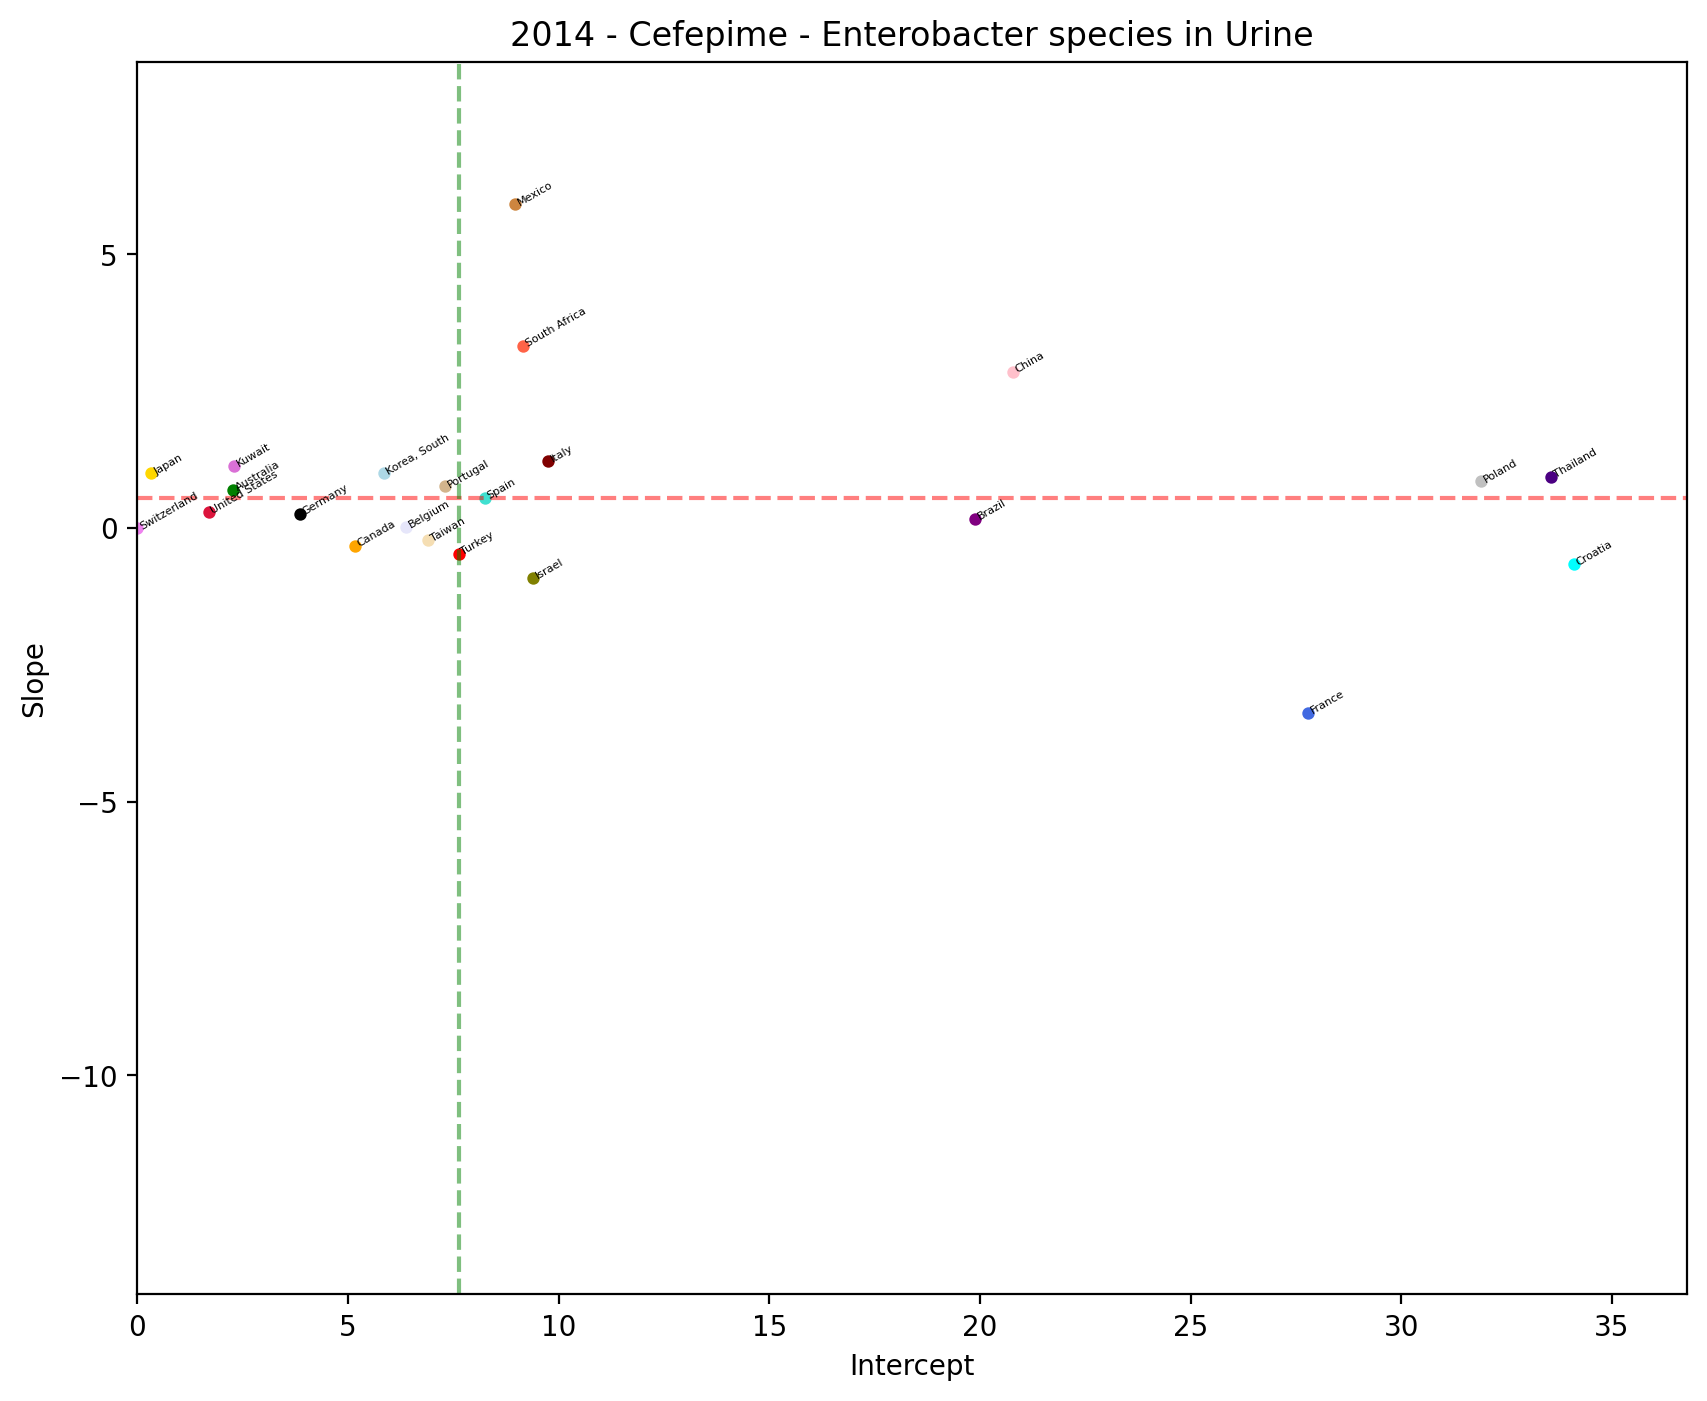 2014 - Cefepime - Enterobacter species in Urine
Mexico
5
South Africa
China
Korea, South
Italy
Kuwait
Japan
Thailand
Australia
Portugal
Poland
United States
Spain
Germany
Switzerland
Belgium
Brazil
0
Canada
Taiwan
Turkey
Croatia
Israel
Slope
France
−5
−10
0 5 10 15 20 25 30 35
Intercept